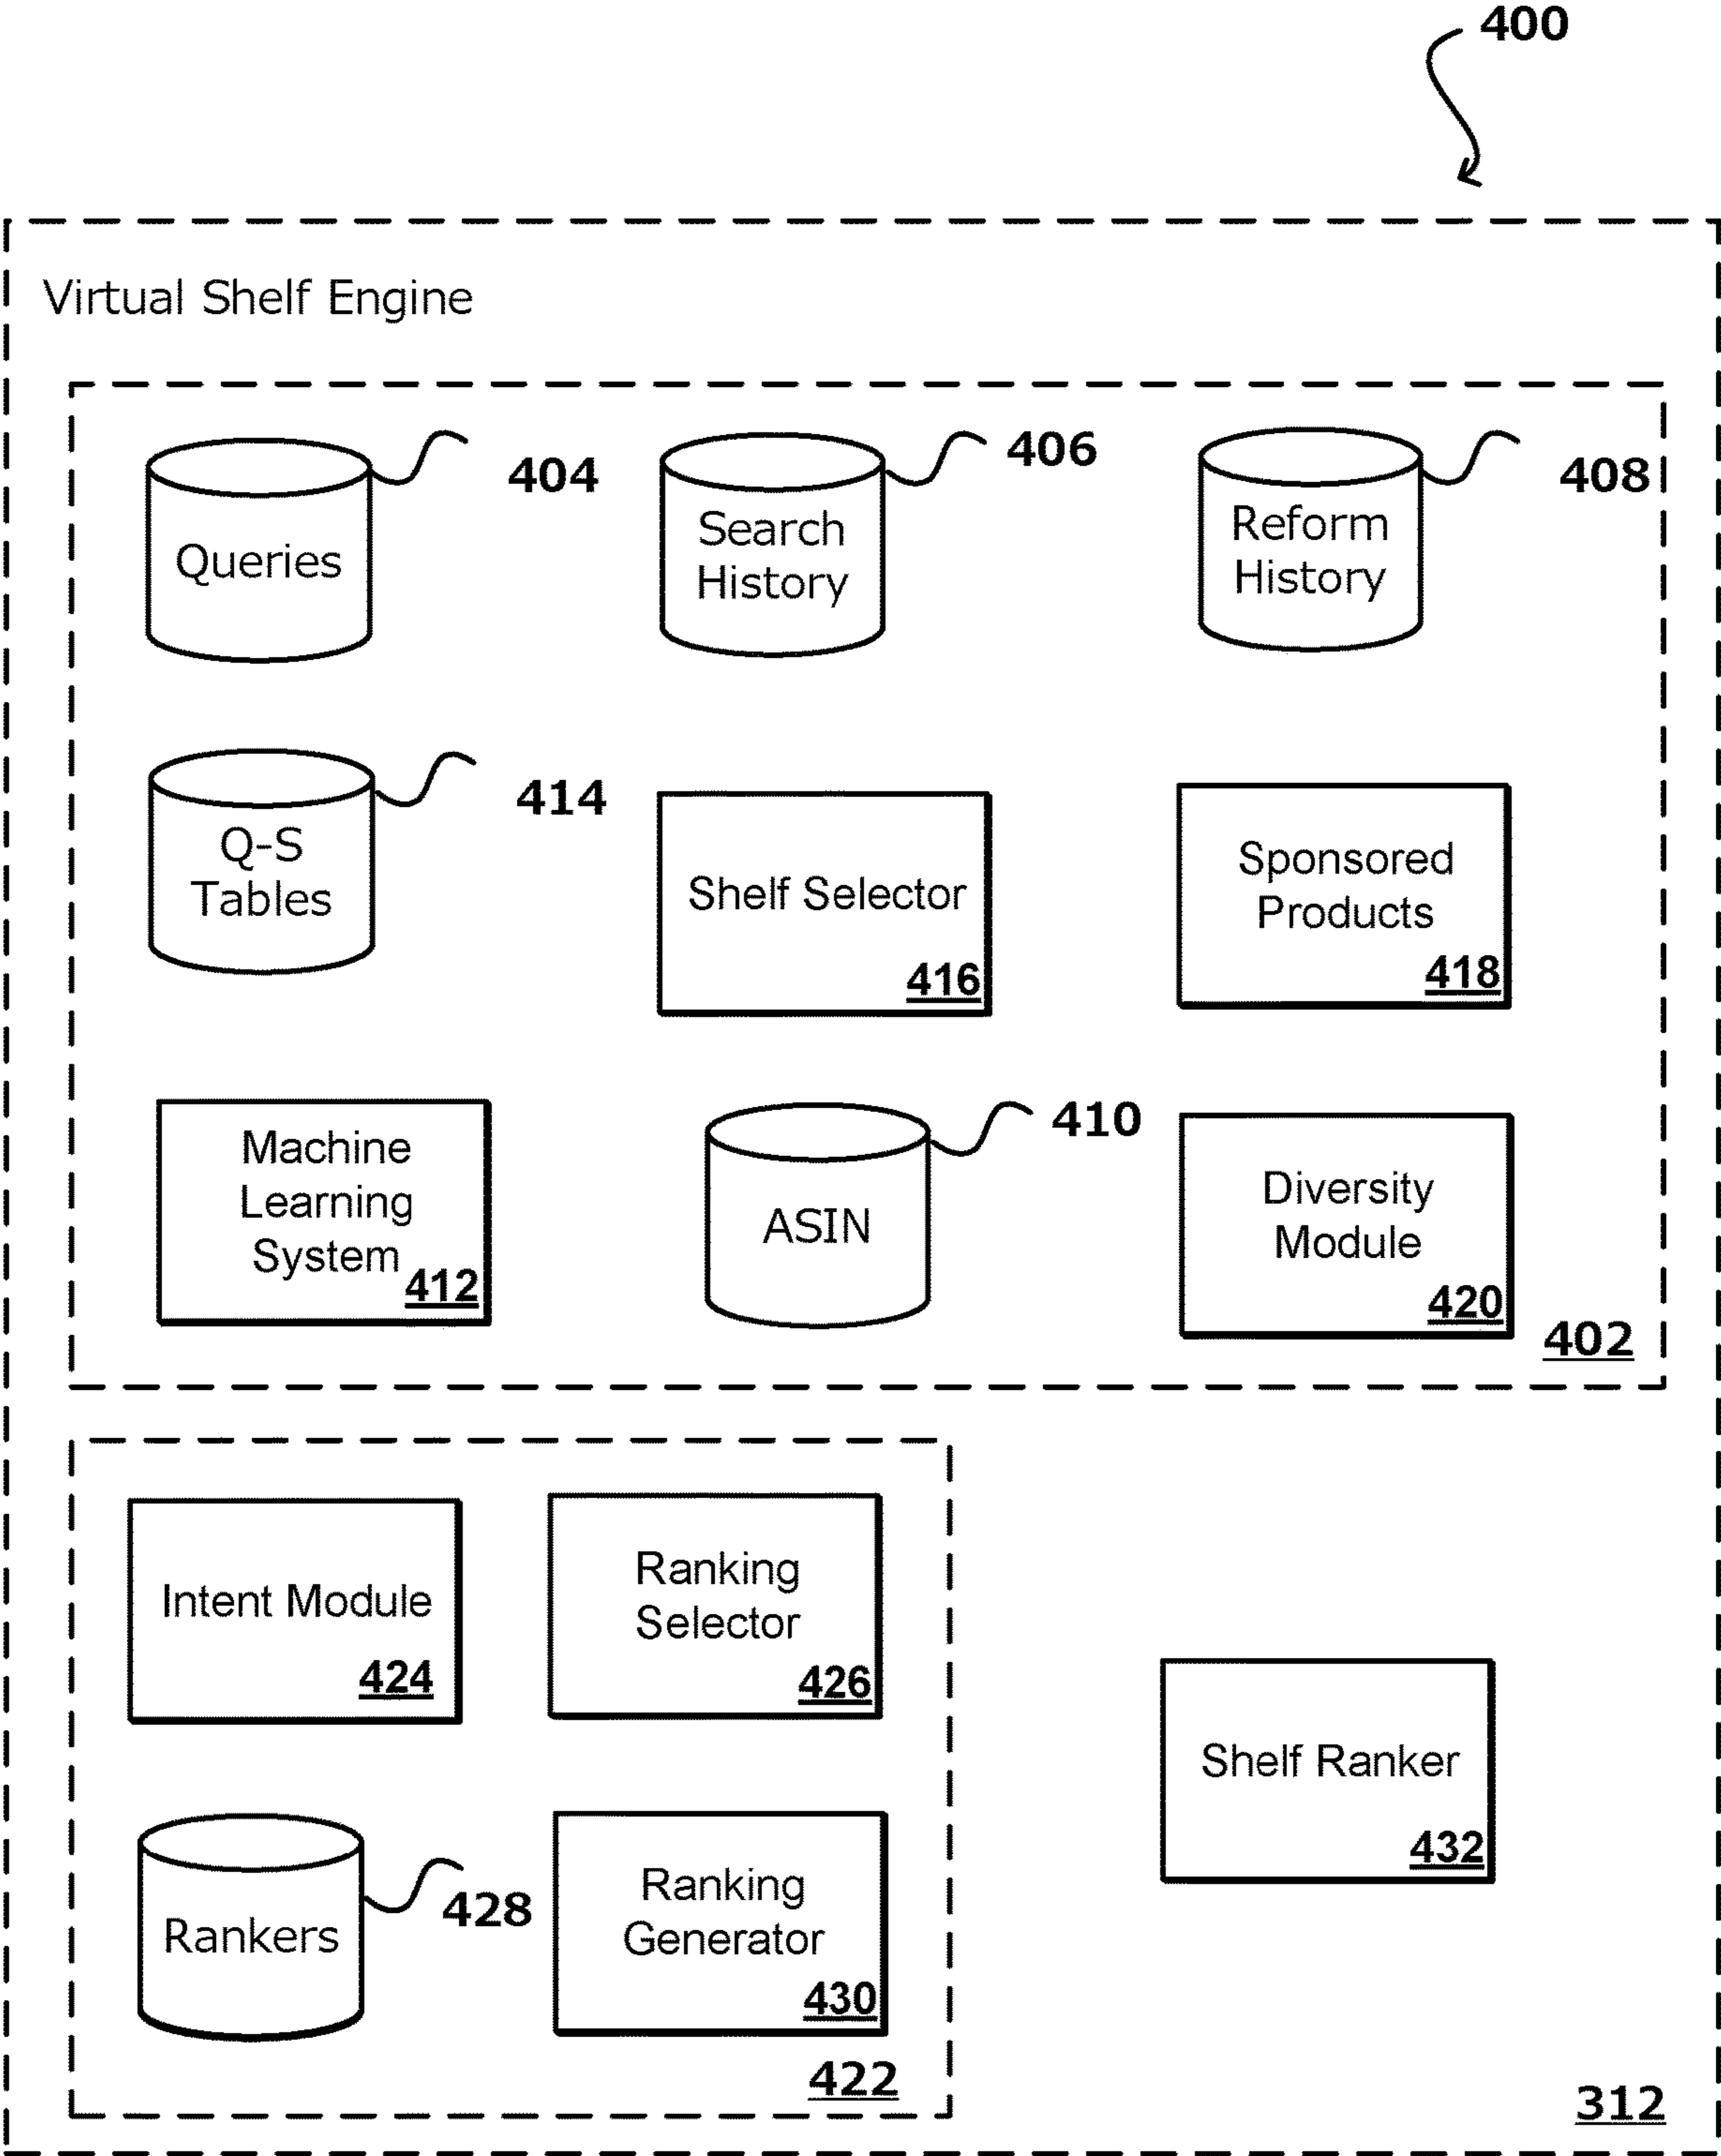 400
Virtual Shelf Engine
404
406
408
Queries
Search
History
Reform
History
414
Q-S
Tables
Shelf Selector
416
Sponsored
Products
418
Machine
Learning
System
412
410
ASIN
Diversity
Module
420
402
Intent Module
424
Ranking
Selector
426
Shelf Ranker
432
428
Rankers
Ranking
Generator
430
422
312